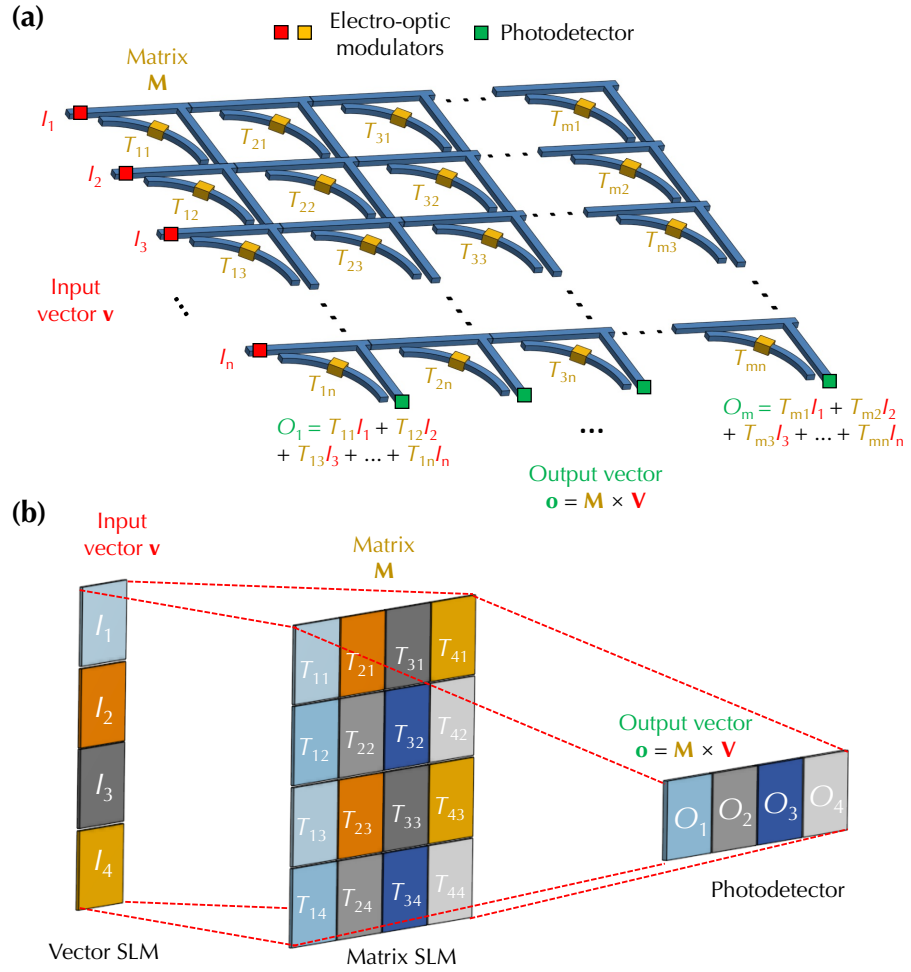 (a)
Electro-optic
modulators
Photodetector
Matrix
M
I1
T11
T21
T31
Tm1
I2
T12
T22
T32
Tm2
I3
T13
T23
T33
Tm3
Input
vector v
In
T1n
T2n
T3n
Tmn
O1 = T11I1 + T12I2
+ T13I3 + ... + T1nIn
...
Om = Tm1I1 + Tm2I2
+ Tm3I3 + ... + TmnIn
Output vector
o = M × V
(b)
Input
vector v
Matrix
M
I1
I2
I3
I4
T11
T21
T31
T41
T12
T22
T32
T42
T13
T23
T33
T43
T14
T24
T34
T44
Output vector
o = M × V
O1
O2
O3
O4
Photodetector
Vector SLM
Matrix SLM